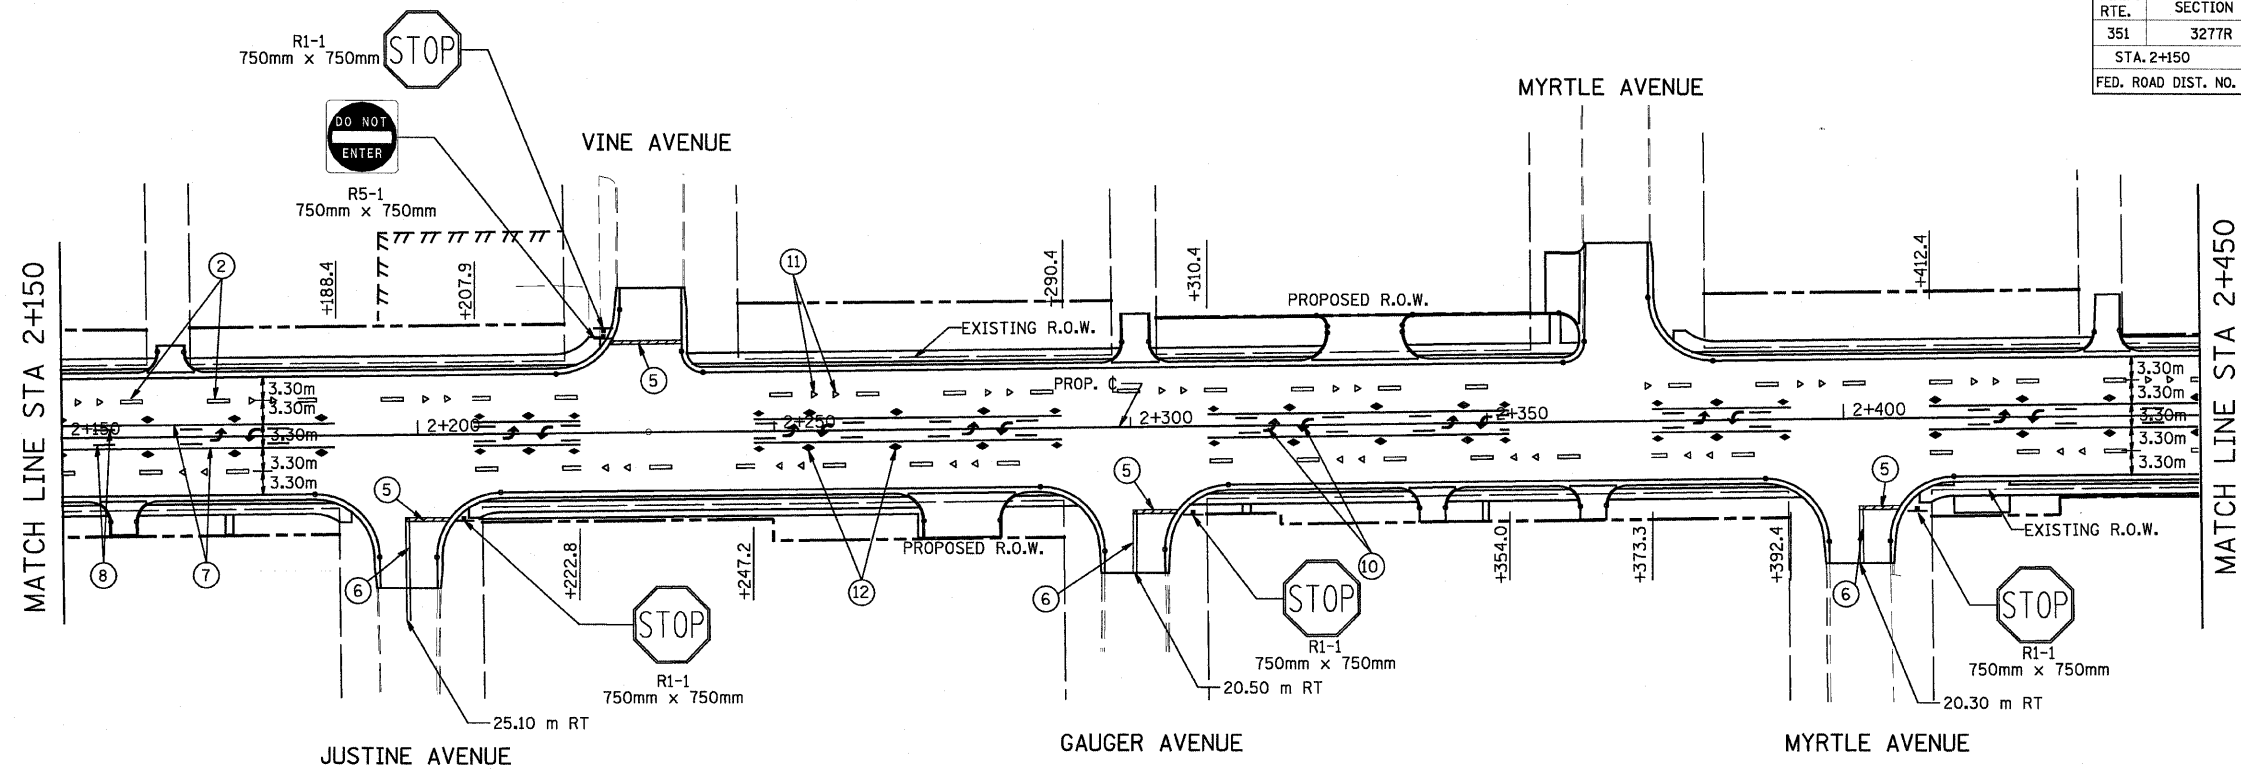 RTE. SECTION
351 3277R
STA. 2+150
FED. ROAD DIST. NO.
R1-1
750mm x 750mm
STOP
DO NOT
ENTER
R5-1
750mm x 750mm
VINE AVENUE
MYRTLE AVENUE
MATCH LINE STA 2+150
MATCH LINE STA 2+450
2
+188.4
+207.9
11
+290.4
+310.4
PROPOSED R.O.W.
+412.4
EXISTING R.O.W.
5
PROP. ℄
3.30m
3.30m
3.30m
3.30m
3.30m
3.30m
3.30m
3.30m
3.30m
3.30m
2+150
2+200
2+250
2+300
2+350
2+400
5
5
5
8
7
6
+222.8
+247.2
12
PROPOSED R.O.W.
6
10
+354.0
+373.3
+392.4
6
EXISTING R.O.W.
STOP
R1-1
750mm x 750mm
STOP
R1-1
750mm x 750mm
STOP
R1-1
750mm x 750mm
25.10 m RT
20.50 m RT
20.30 m RT
JUSTINE AVENUE
GAUGER AVENUE
MYRTLE AVENUE